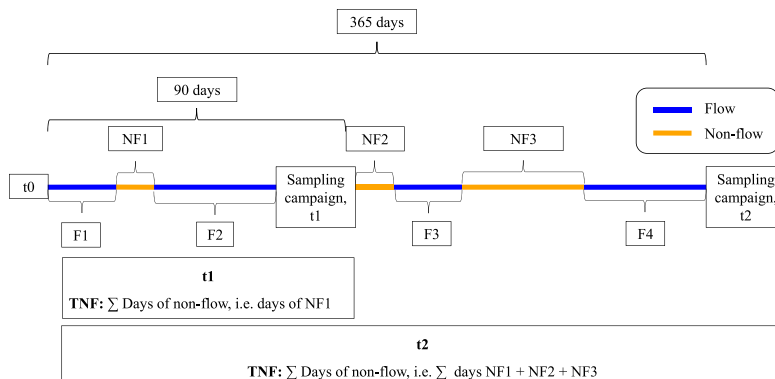 365 days
90 days
Flow
Non-flow
NF1
NF2
NF3
t0
Sampling
campaign,
t1
Sampling
campaign,
t2
F1
F2
F3
F4
t1
TNF: ∑ Days of non-flow, i.e. days of NF1
t2
TNF: ∑ Days of non-flow, i.e. ∑ days NF1 + NF2 + NF3